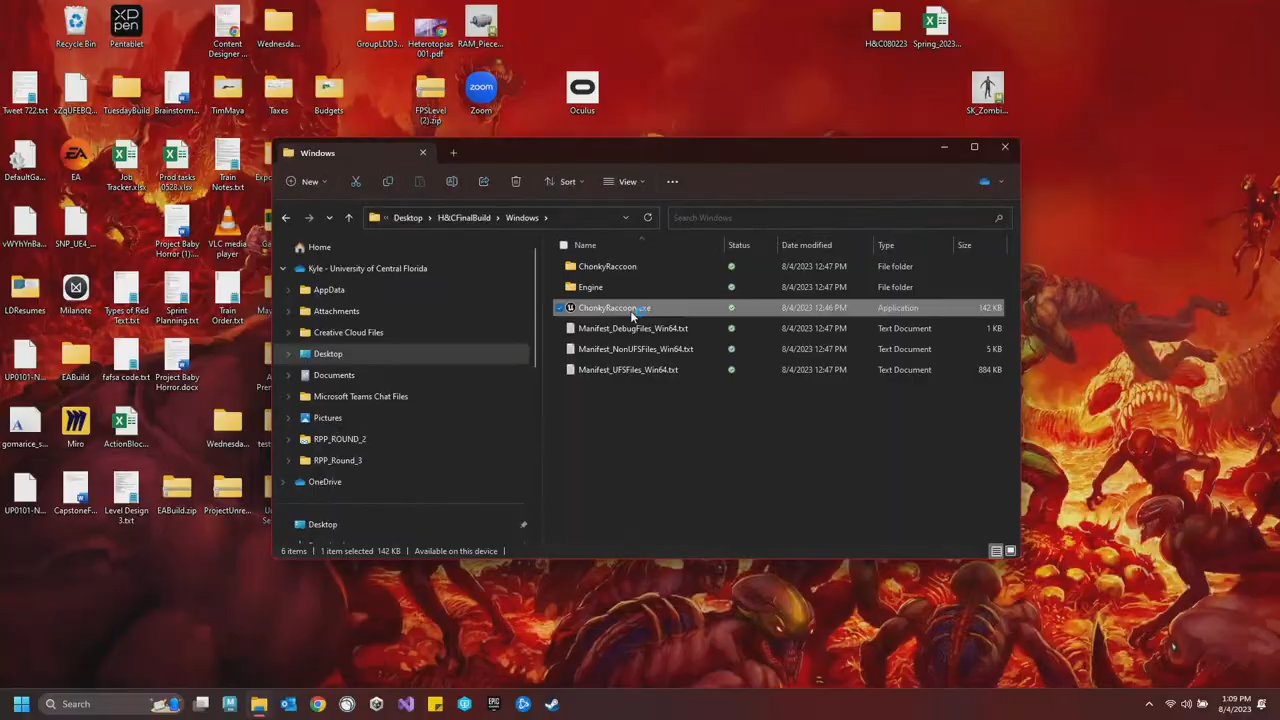 Recycle Bin
XP
PEN
Pentablet
Content
Designer ...
Wednesda...
GroupLDD3...
Heterotopias
001.pdf
RAM_Piece...
H&C080223
Spring_2023...
Tweet 722.txt
xZqUFEBQ...
TuesdayBuild
Brainstorm...
TimMaya
Taxes
Budgets
FPSLevel
(2).zip
zoom
Zoom
Oculus
SK_Zombi...
DefaultGa...
EA
EA
Job
Tracker.xlsx
Prod tasks
0528.xlsx
Train
Notes.txt
vWYhYnBa...
SNP_UE4_...
Project Baby
Horror (1)....
VLC media
player
LDResumes
Milanote
Types of Red
Text.txt
Sprint
Planning.txt
Train
Order.txt
UP0101-N...
EABuild
fafsa code.txt
Project Baby
Horror.docx
gomarice_s...
Miro
ActionBloc...
Wednesda...
UP0101-N...
CapstoneF...
Level Design
3.txt
EABuild.zip
ProjectUnre...
Windows
New
Sort
View
Desktop
H&CFinalBuild
Windows
Search Windows
Home
Kyle - University of Central Florida
AppData
Attachments
Creative Cloud Files
Desktop
Documents
Microsoft Teams Chat Files
Pictures
RPP_ROUND_2
RPP_Round_3
OneDrive
Desktop
Name Status Date modified Type Size
ChonkyRaccoon 8/4/2023 12:47 PM File folder
Engine 8/4/2023 12:47 PM File folder
ChonkyRaccoon.exe 8/4/2023 12:46 PM Application 142 KB
Manifest_DebugFiles_Win64.txt 8/4/2023 12:47 PM Text Document 1 KB
Manifest_NonUFSFiles_Win64.txt 8/4/2023 12:47 PM Text Document 5 KB
Manifest_UFSFiles_Win64.txt 8/4/2023 12:47 PM Text Document 884 KB
6 items 1 item selected 142 KB Available on this device
Search
EPIC
1:09 PM
8/4/2023